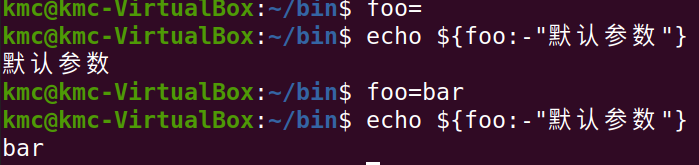 kmc@kmc-VirtualBox:~/bin$ foo=
kmc@kmc-VirtualBox:~/bin$ echo ${foo:-"默认参数"}
默认参数
kmc@kmc-VirtualBox:~/bin$ foo=bar
kmc@kmc-VirtualBox:~/bin$ echo ${foo:-"默认参数"}
bar